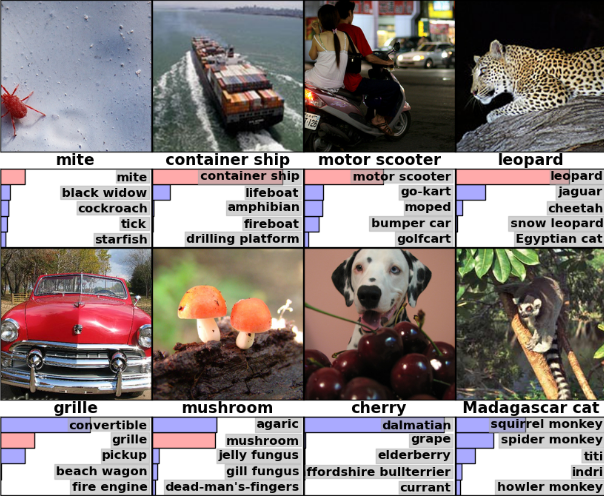 mite
container ship
motor scooter
leopard
mite
black widow
cockroach
tick
starfish
container ship
lifeboat
amphibian
fireboat
drilling platform
motor scooter
go-kart
moped
bumper car
golfcart
leopard
jaguar
cheetah
snow leopard
Egyptian cat
grille
mushroom
cherry
Madagascar cat
convertible
grille
pickup
beach wagon
fire engine
agaric
mushroom
jelly fungus
gill fungus
dead-man's-fingers
dalmatian
grape
elderberry
ffordshire bullterrier
currant
squirrel monkey
spider monkey
titi
indri
howler monkey